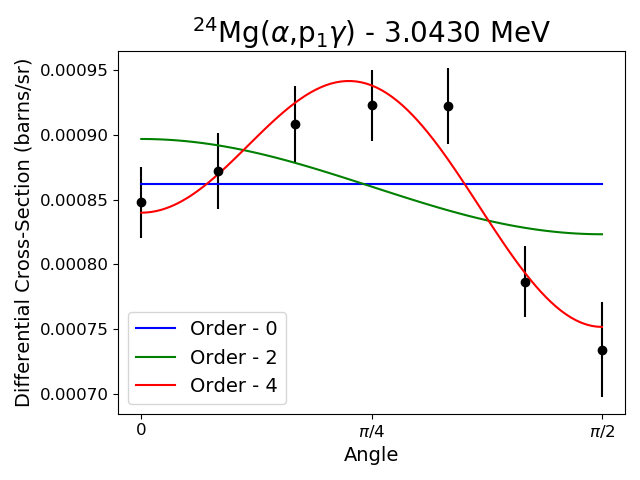 ²⁴Mg(α,p₁γ) - 3.0430 MeV
Differential Cross-Section (barns/sr)
0.00095
0.00090
0.00085
0.00080
0.00075
0.00070
Order - 0
Order - 2
Order - 4
0 π/4 π/2
Angle